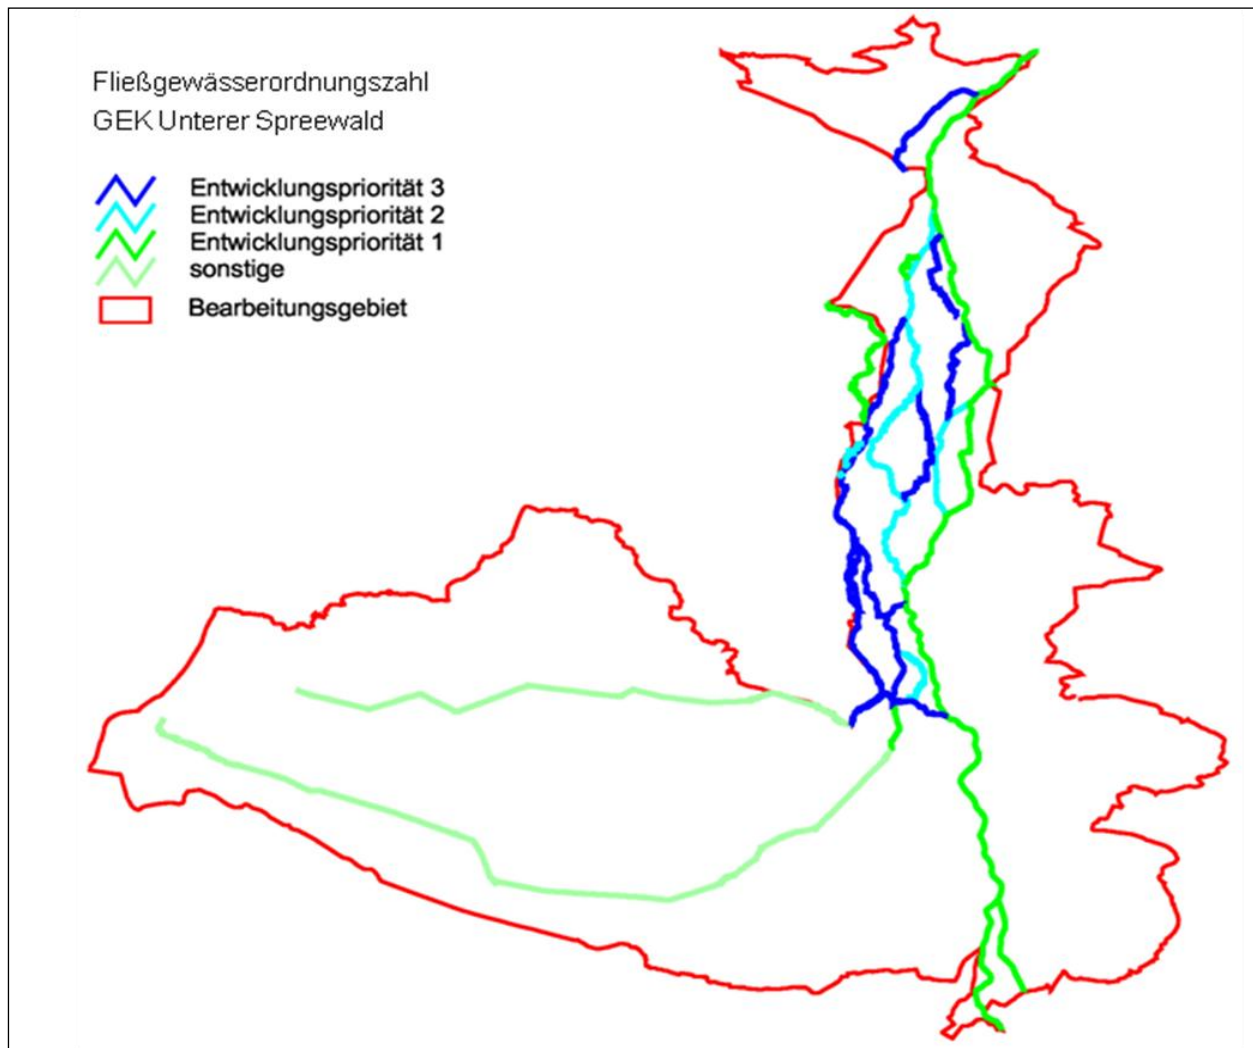 Fließgewässerordnungszahl
GEK Unterer Spreewald
Entwicklungspriorität 3
Entwicklungspriorität 2
Entwicklungspriorität 1
sonstige
Bearbeitungsgebiet